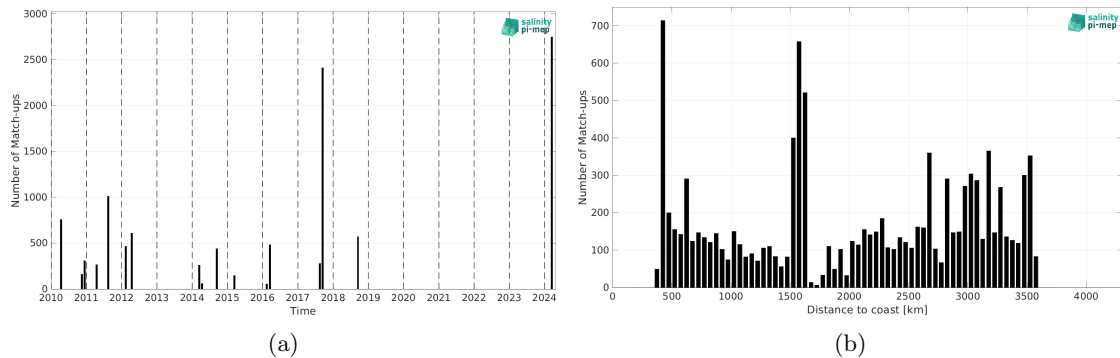 3000
2500
2000
1500
1000
500
0
Number of Match-ups
2010 2011 2012 2013 2014 2015 2016 2017 2018 2019 2020 2021 2022 2023 2024
Time
salinity
pi-mep
(a)
700
600
500
400
300
200
100
0
Number of Match-ups
0 500 1000 1500 2000 2500 3000 3500 4000
Distance to coast [km]
salinity
pi-mep
(b)